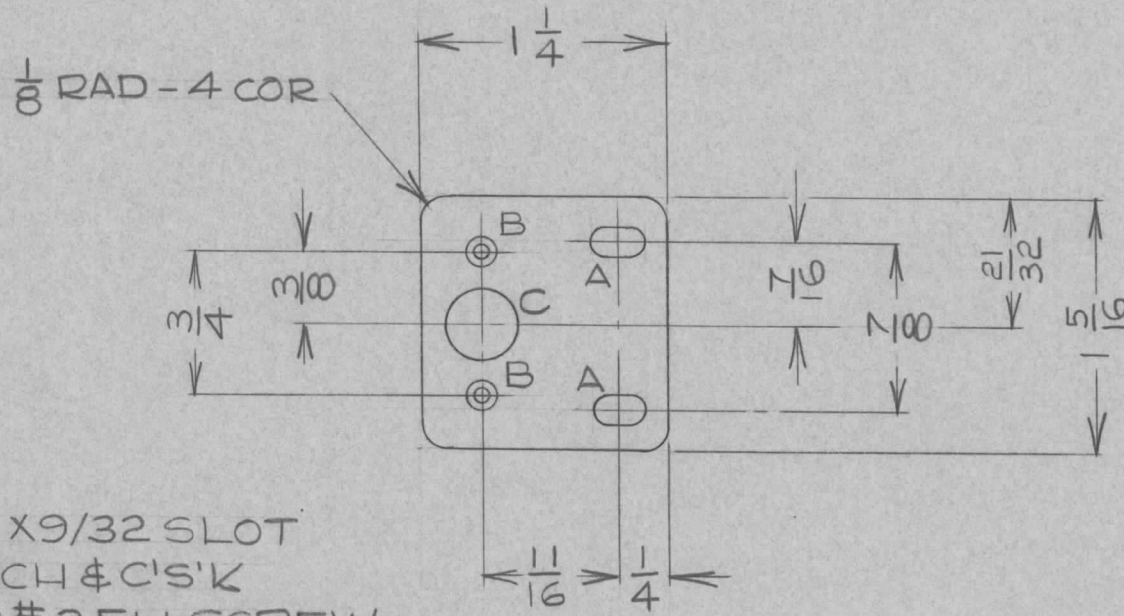 1 1/4
1/8 RAD-4 COR
B
A
C
B
A
3/4
3/8
7/16
7/8
21/32
1 5/16
11/16
1/4
X9/32 SLOT
CH & C'S'K